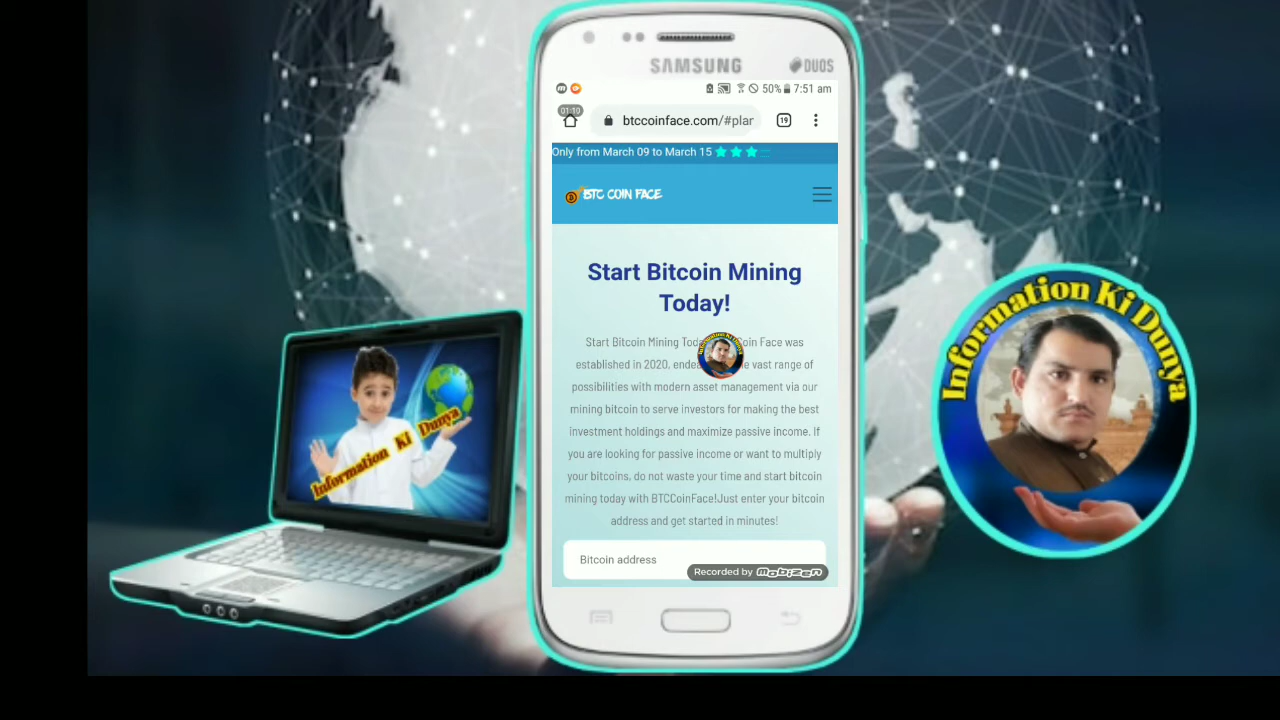 SAMSUNG
DUOS
50% 7:51 am
01:10
btccoinface.com/#plar
19
Only from March 09 to March 15
BTC COIN FACE
Start Bitcoin Mining
Today!
Start Bitcoin Mining Coin Face was
established in 2020, vast range of
possibilities with modern asset management via our
mining bitcoin to serve investors for making the best
investment holdings and maximize passive income. If
you are looking for passive income or want to multiply
your bitcoins, do not waste your time and start bitcoin
mining today with BTCCoinFace!Just enter your bitcoin
address and get started in minutes!
Bitcoin address
Recorded by Mobizen
Information Ki Dunya
Information Ki Dunya
Information Ki Dunya